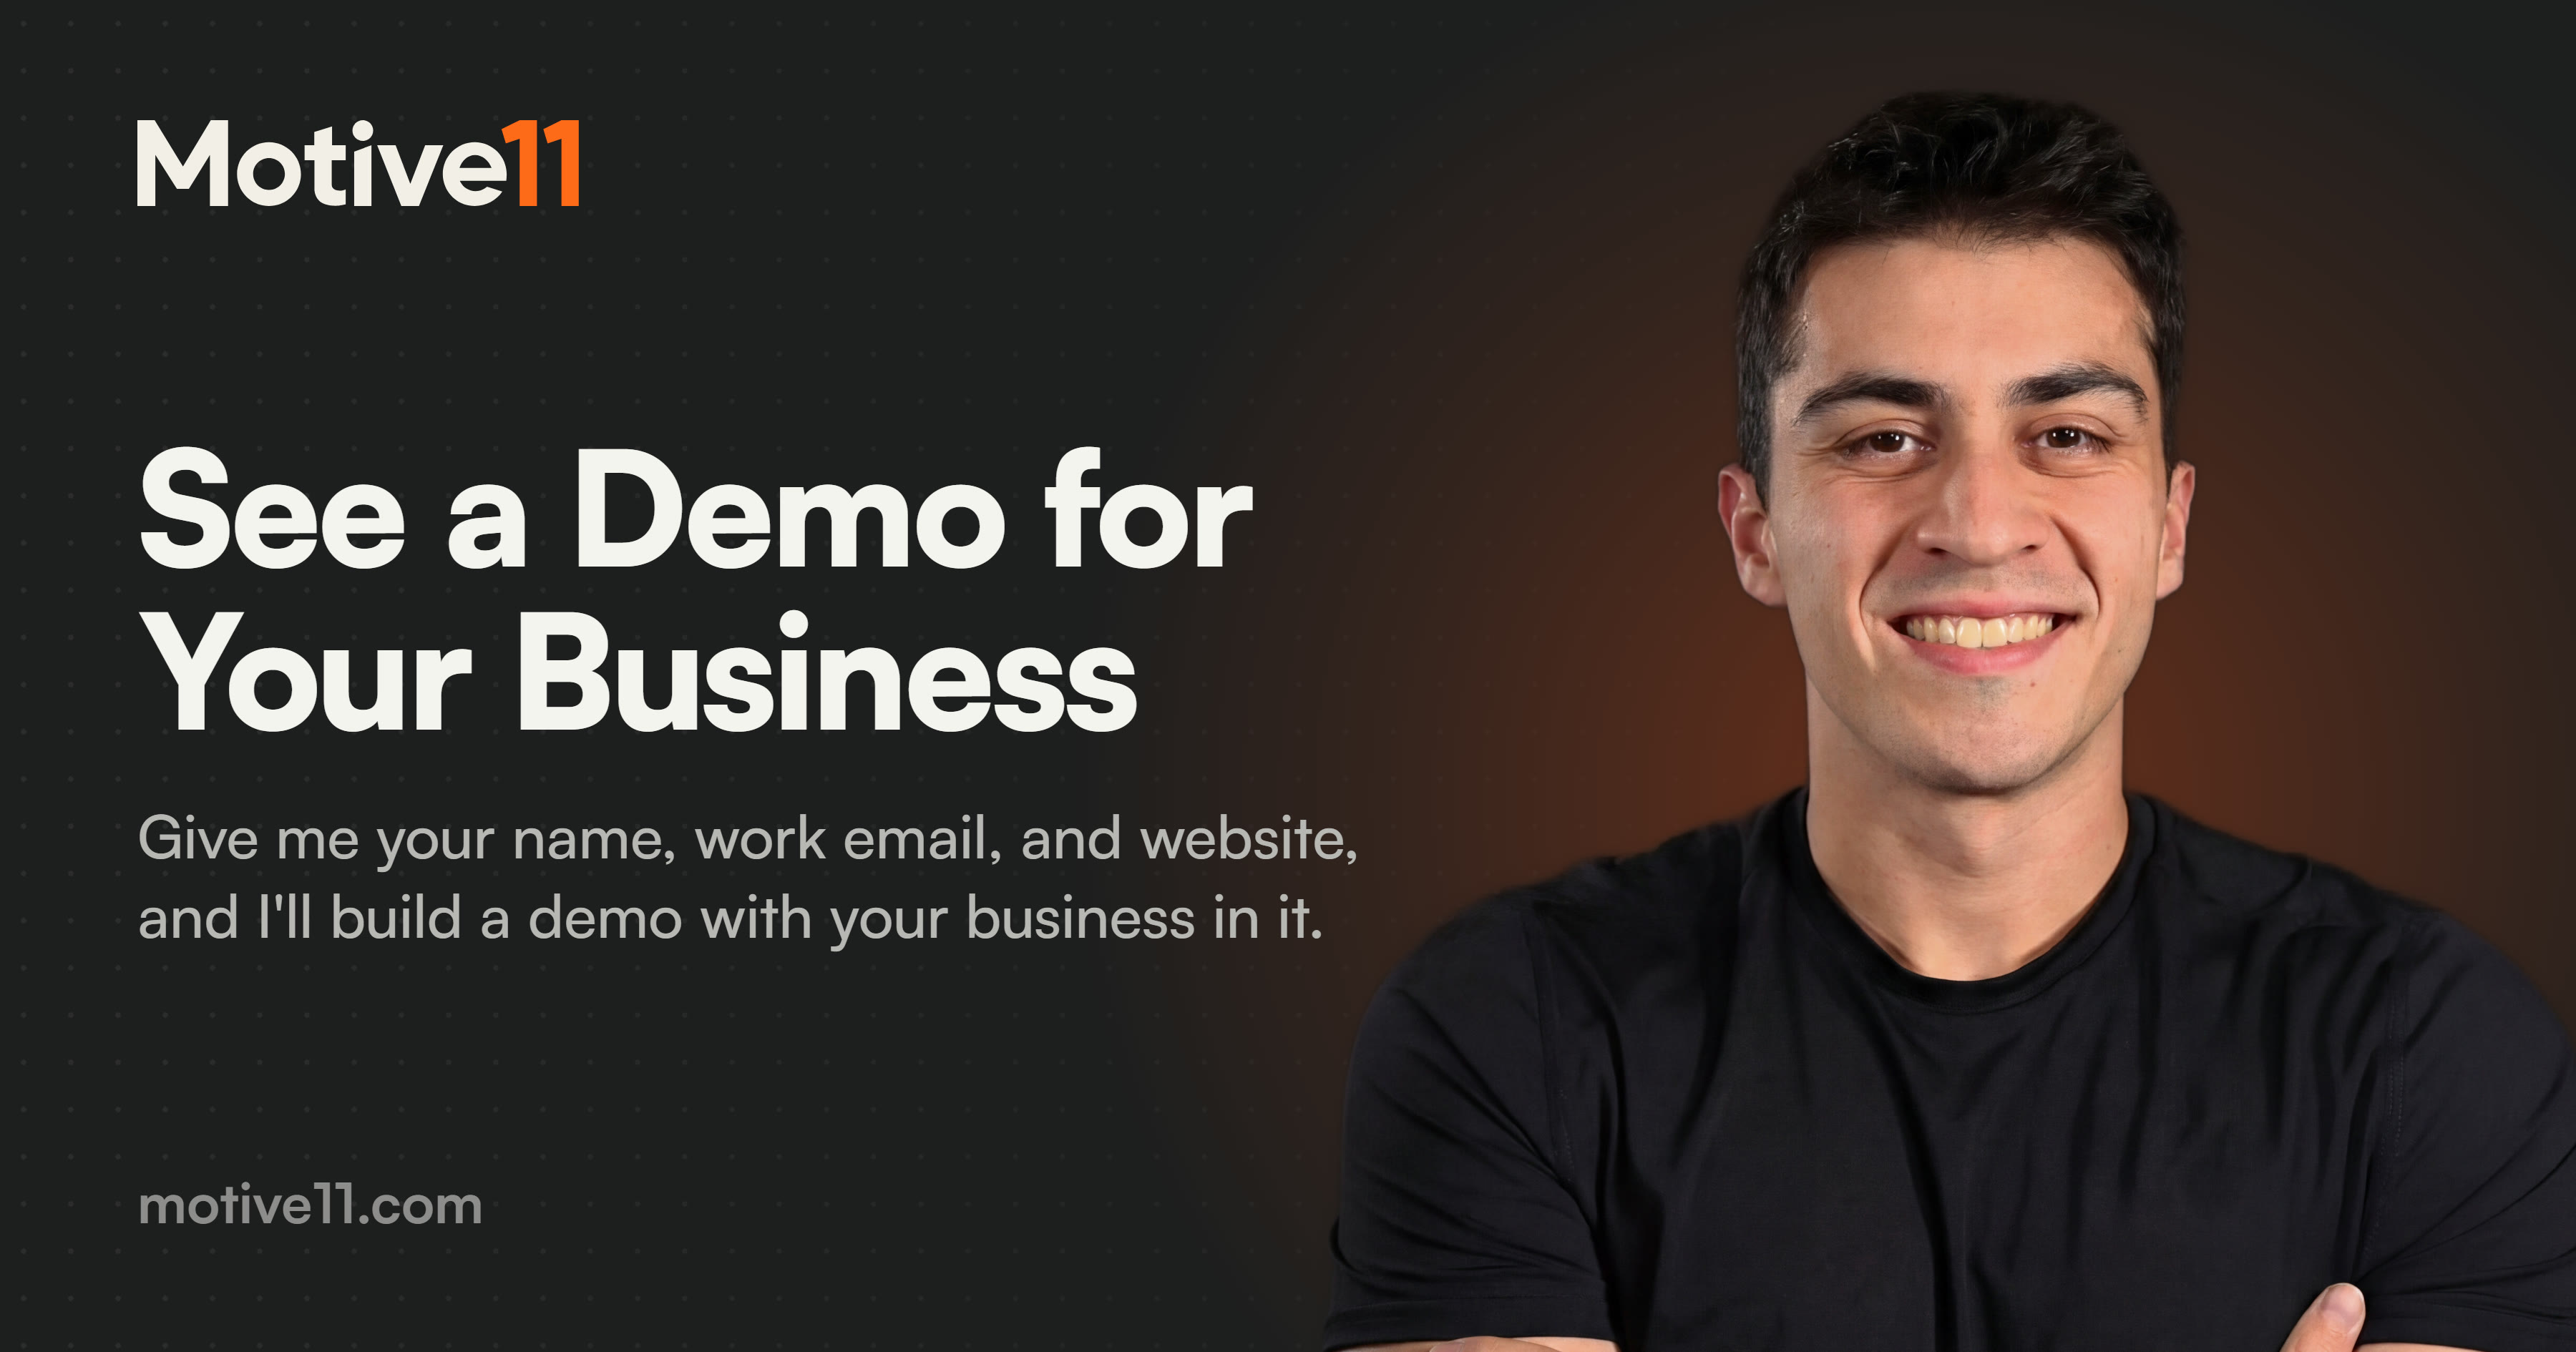 Motive11
See a Demo for
Your Business
Give me your name, work email, and website,
and I'll build a demo with your business in it.
motive11.com